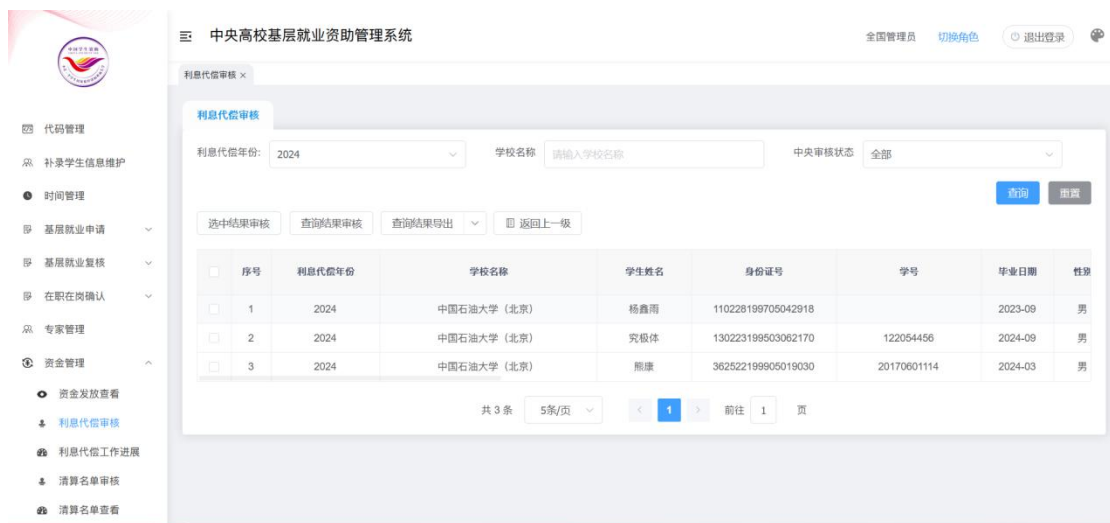 中央高校基层就业资助管理系统
全国管理员 切换角色 退出登录
利息代偿审核 ×
代码管理
补录学生信息维护
时间管理
基层就业申请
基层就业复核
在职在岗确认
专家管理
资金管理
资金发放查看
利息代偿审核
利息代偿工作进展
清算名单审核
清算名单查看
利息代偿审核
利息代偿年份: 2024 学校名称 请输入学校名称 中央审核状态 全部
查询 重置
选中结果审核 查询结果审核 查询结果导出 返回上一级
序号 利息代偿年份 学校名称 学生姓名 身份证号 学号 毕业日期 性别
1 2024 中国石油大学（北京） 杨鑫雨 110228199705042918 2023-09 男
2 2024 中国石油大学（北京） 究极体 130223199503062170 122054456 2024-09 男
3 2024 中国石油大学（北京） 熊康 362522199905019030 20170601114 2024-03 男
共 3 条 5条/页 < 1 > 前往 1 页